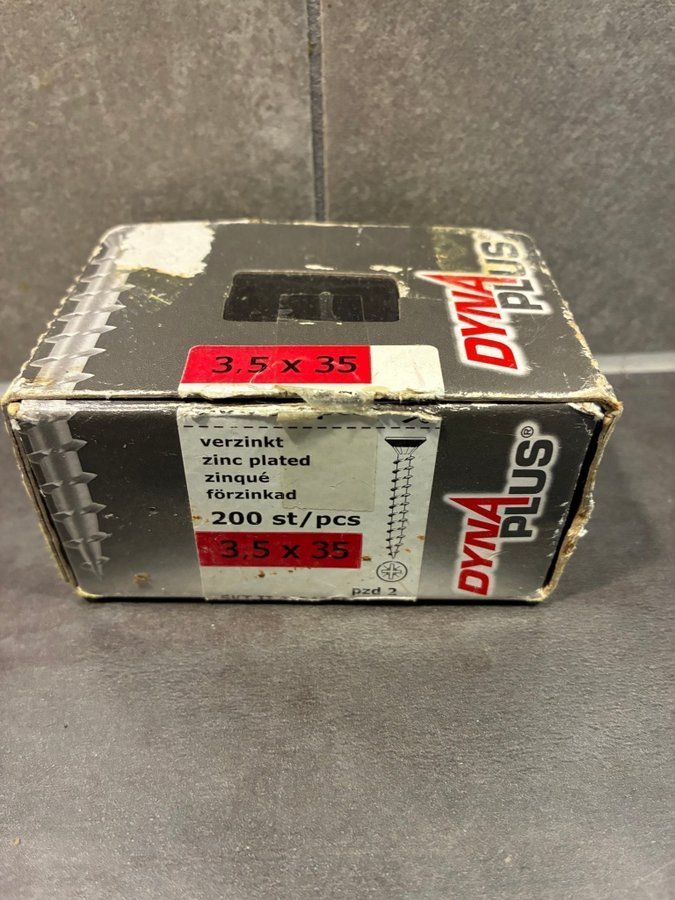 DYNA
PLUS
3,5 x 35
verzinkt
zinc plated
zinqué
förzinkad
200 st/pcs
3,5 x 35
pzd 2
DYNA
PLUS®